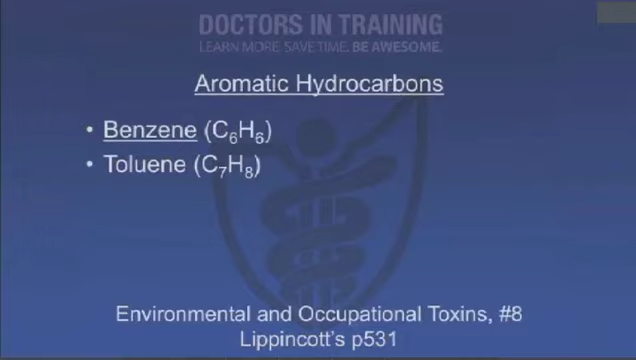 DOCTORS IN TRAINING
LEARN MORE. SAVE TIME. BE AWESOME.
Aromatic Hydrocarbons
• Benzene (C₆H₆)
• Toluene (C₇H₈)
Environmental and Occupational Toxins, #8
Lippincott's p531